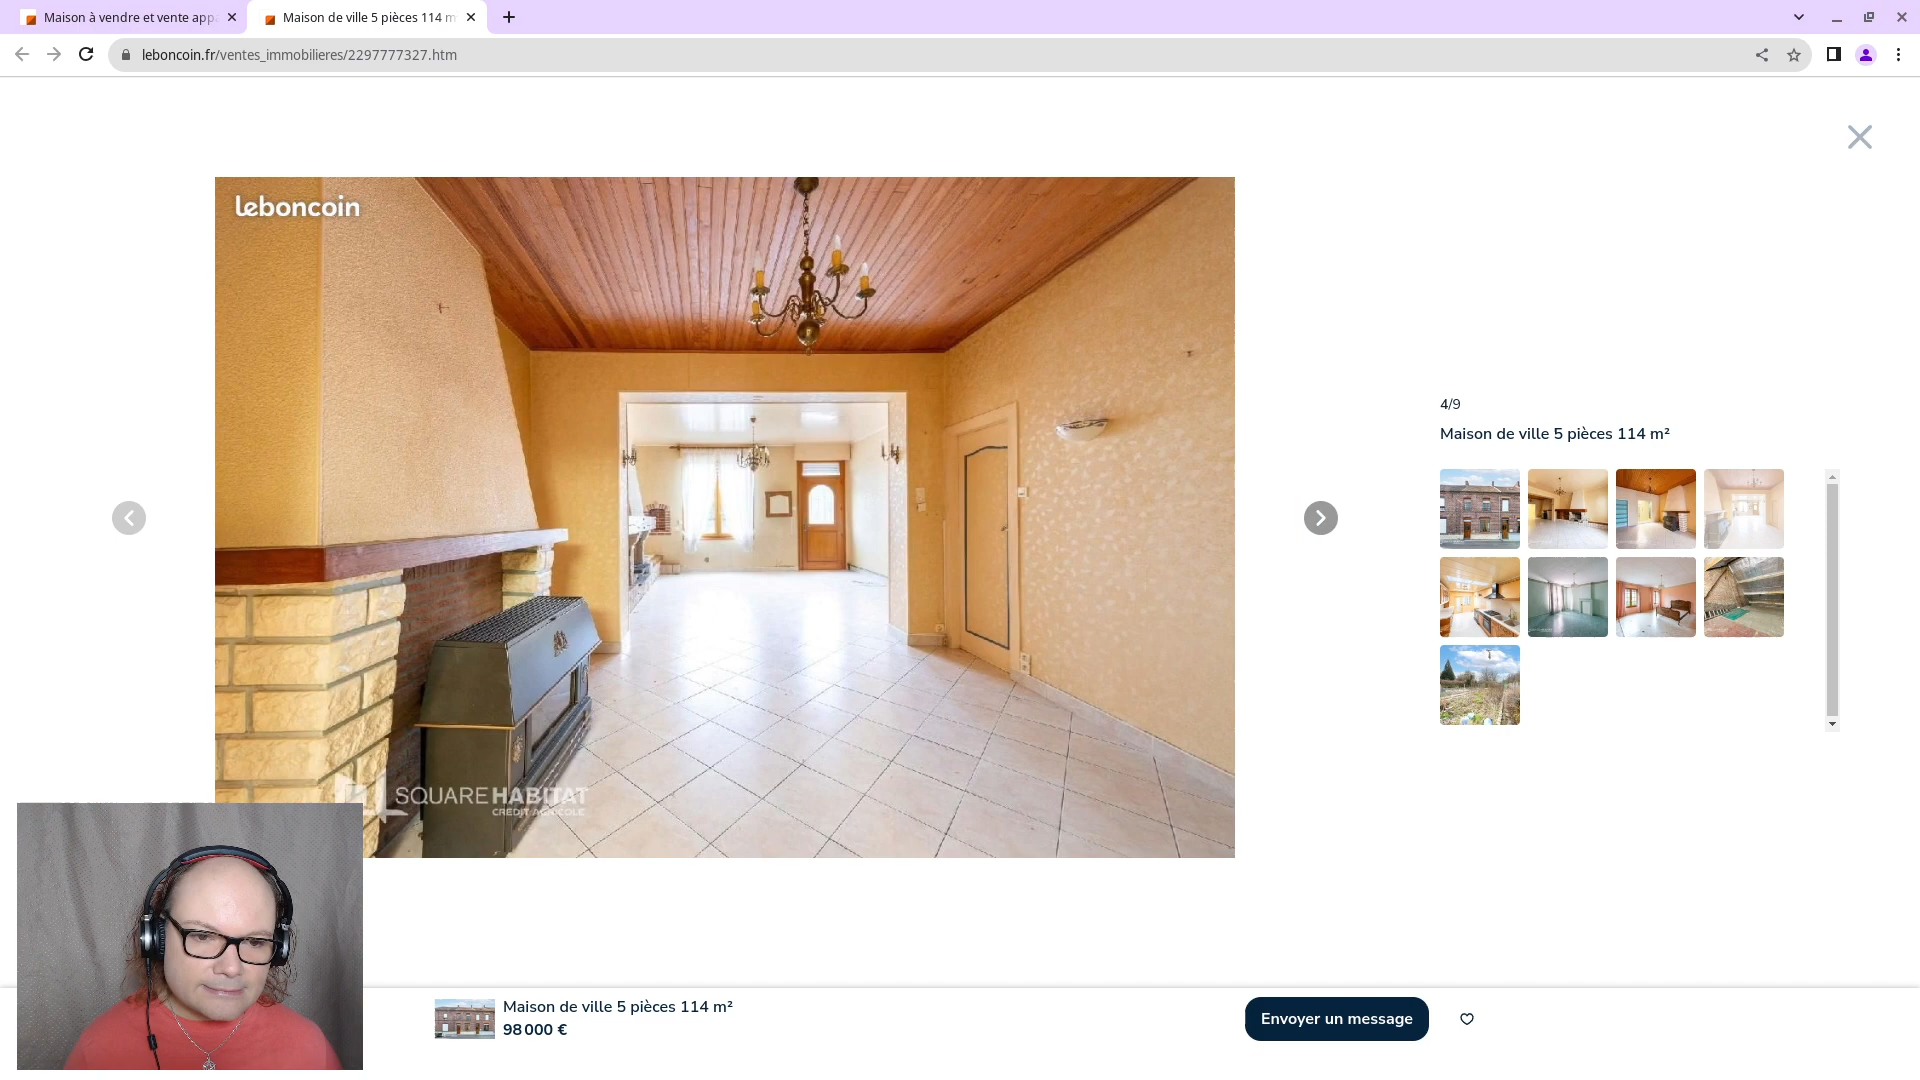 Maison à vendre et vente app
Maison de ville 5 pièces 114 m
leboncoin.fr/ventes_immobilieres/2297777327.htm
leboncoin
4/9
Maison de ville 5 pièces 114 m²
SQUARE HABITAT
CRÉDIT AGRICOLE
Maison de ville 5 pièces 114 m²
98 000 €
Envoyer un message